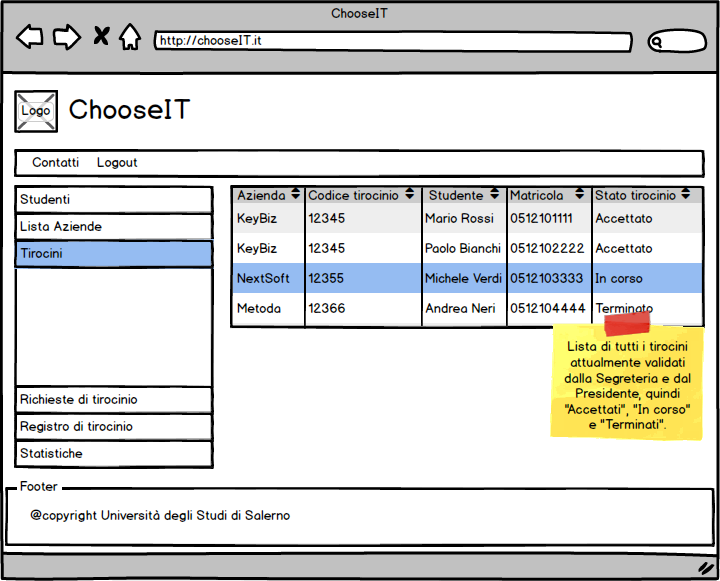 ChooseIT
http://chooseIT.it
Logo
ChooseIT
Contatti Logout
Studenti
Lista Aziende
Tirocini
Richieste di tirocinio
Registro di tirocinio
Statistiche
Azienda Codice tirocinio Studente Matricola Stato tirocinio
KeyBiz 12345 Mario Rossi 0512101111 Accettato
KeyBiz 12345 Paolo Bianchi 0512102222 Accettato
NextSoft 12355 Michele Verdi 0512103333 In corso
Metoda 12366 Andrea Neri 0512104444 Terminato
Lista di tutti i tirocini
attualmente validati
dalla Segreteria e dal
Presidente, quindi
"Accettati", "In corso"
e "Terminati".
Footer
@copyright Università degli Studi di Salerno